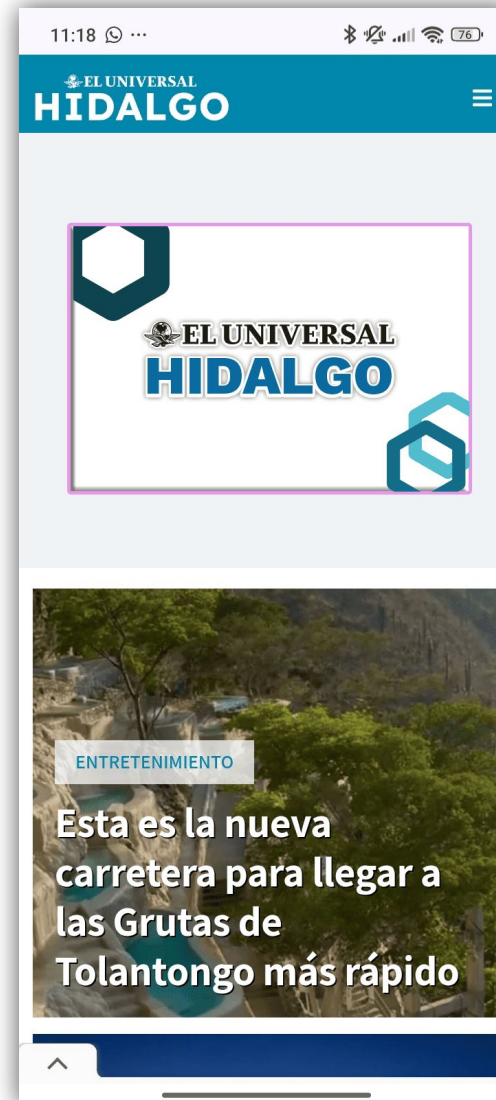 11:18
76
EL UNIVERSAL
HIDALGO
EL UNIVERSAL
HIDALGO
ENTRETENIMIENTO
Esta es la nueva
carretera para llegar a
las Grutas de
Tolantongo más rápido